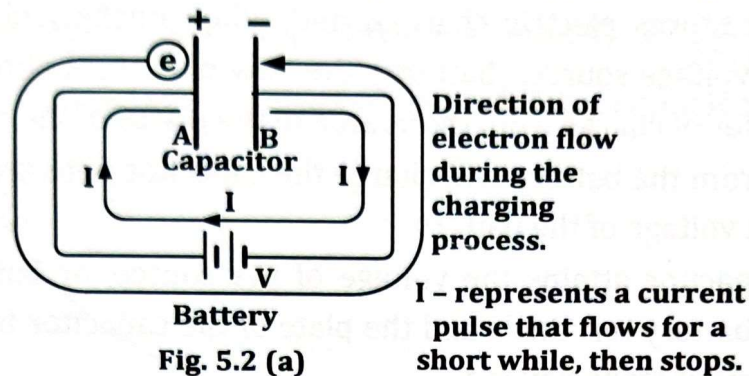 + −
e
A B
Capacitor
I I
I
V
Battery
Fig. 5.2 (a)
Direction of
electron flow
during the
charging
process.
I – represents a current
pulse that flows for a
short while, then stops.